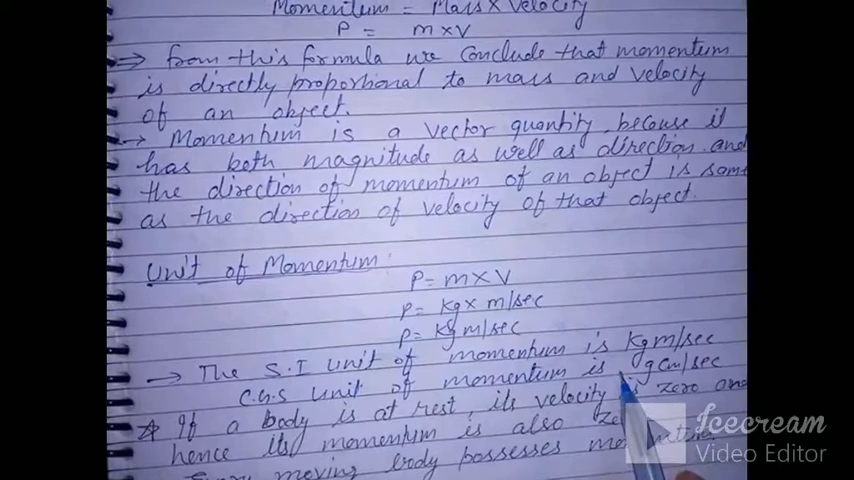 Momentum = Mass X Velocity
P = m x v
=> from this formula we conclude that momentum
is directly proportional to mass and velocity
of an object.
-> Momentum is a vector quantity because it
has both magnitude as well as direction and
the direction of momentum of an object is same
as the direction of velocity of that object.
Unit of Momentum:
P = m X V
P = Kg x m/sec
P = Kg m/sec
-> The S.I unit of momentum is Kg m/sec
C.G.S unit of momentum is gcm/sec
☆ If a body is at rest, its velocity is zero and
hence its momentum is also
Every moving body possesses momentum
Icecream
Video Editor